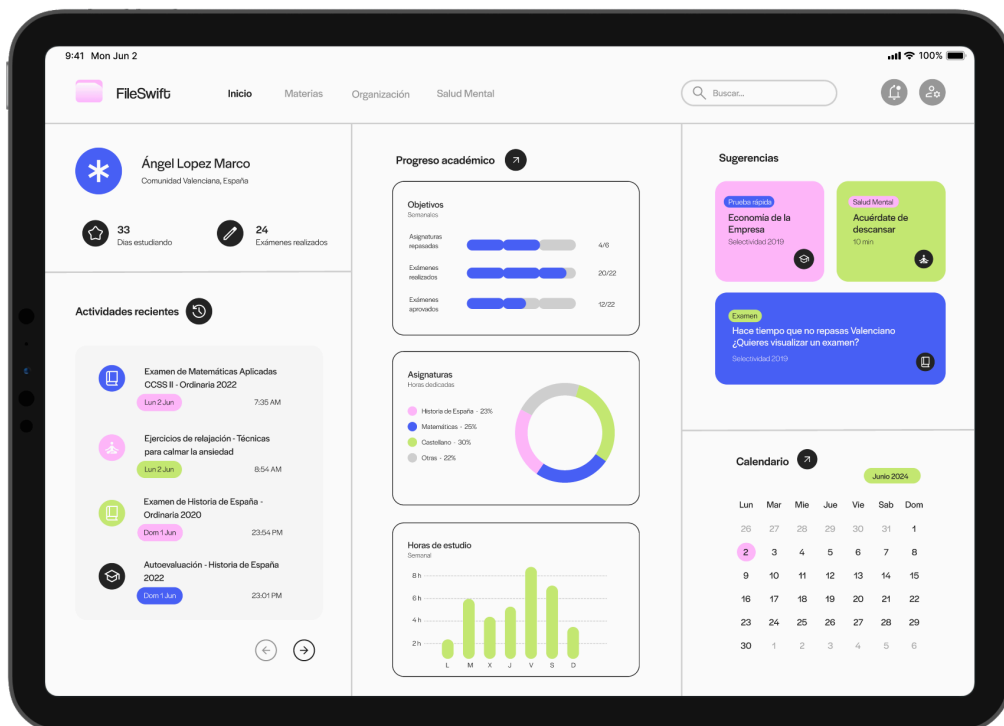 9:41 Mon Jun 2
100%
FileSwift
Inicio
Materias
Organización
Salud Mental
Buscar...
Ángel Lopez Marco
Comunidad Valenciana, España
33
Dias estudiando
24
Exámenes realizados
Actividades recientes
Examen de Matemáticas Aplicadas
CCSS II - Ordinaria 2022
Lun 2 Jun
7:35 AM
Ejercicios de relajación - Técnicas
para calmar la ansiedad
Lun 2 Jun
8:54 AM
Examen de Historia de España -
Ordinaria 2020
Dom 1 Jun
23:54 PM
Autoevaluación - Historia de España
2022
Dom 1 Jun
23:01 PM
Progreso académico
Objetivos
Semanales
Asignaturas
repasadas
4/6
Exámenes
realizados
20/22
Exámenes
aprovados
12/22
Asignaturas
Horas dedicadas
Historia de España - 23%
Matemáticas - 25%
Castellano - 30%
Otras - 22%
Horas de estudio
Semanal
8 h
6 h
4 h
2 h
L M X J V S D
Sugerencias
Prueba rápida
Economía de la
Empresa
Selectividad 2019
Salud Mental
Acuérdate de
descansar
10 min
Examen
Hace tiempo que no repasas Valenciano
¿Quieres visualizar un examen?
Selectividad 2019
Calendario
Junio 2024
Lun Mar Mie Jue Vie Sab Dom
26 27 28 29 30 31 1
2 3 4 5 6 7 8
9 10 11 12 13 14 15
16 17 18 19 20 21 22
23 24 25 26 27 28 29
30 1 2 3 4 5 6